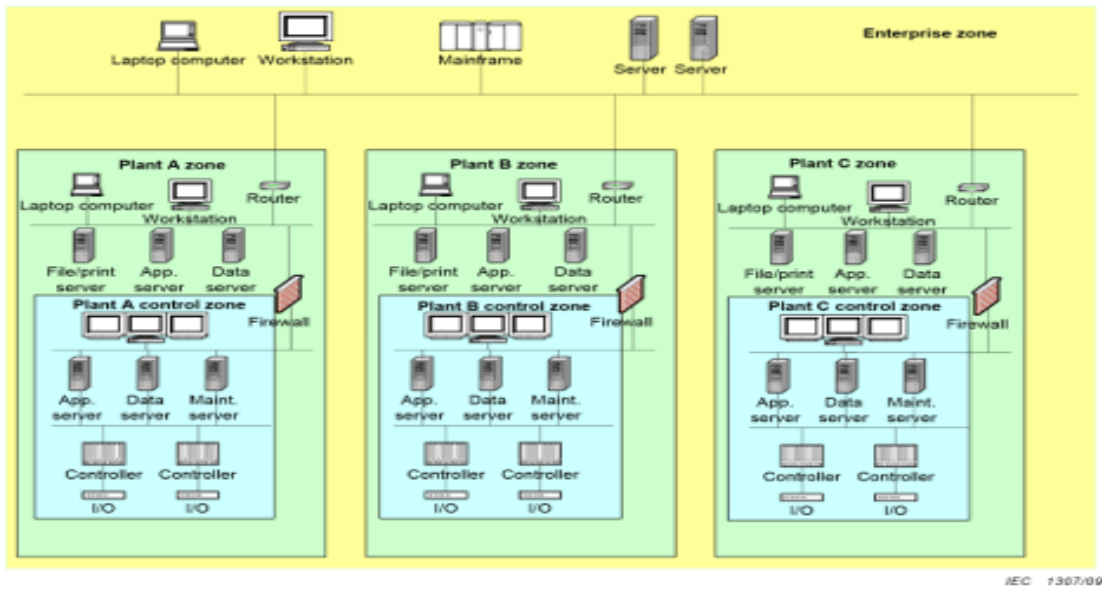 Enterprise zone
Laptop computer Workstation Mainframe Server Server
Plant A zone
Laptop computer Workstation Router
File/print server App. server Data server
Plant A control zone
Firewall
App. server Data server Maint. server
Controller Controller
I/O I/O
Plant B zone
Laptop computer Workstation Router
File/print server App. server Data server
Plant B control zone
Firewall
App. server Data server Maint. server
Controller Controller
I/O I/O
Plant C zone
Laptop computer Workstation Router
File/print server App. server Data server
Plant C control zone
Firewall
App. server Data server Maint. server
Controller Controller
I/O I/O
IEC 1307/09